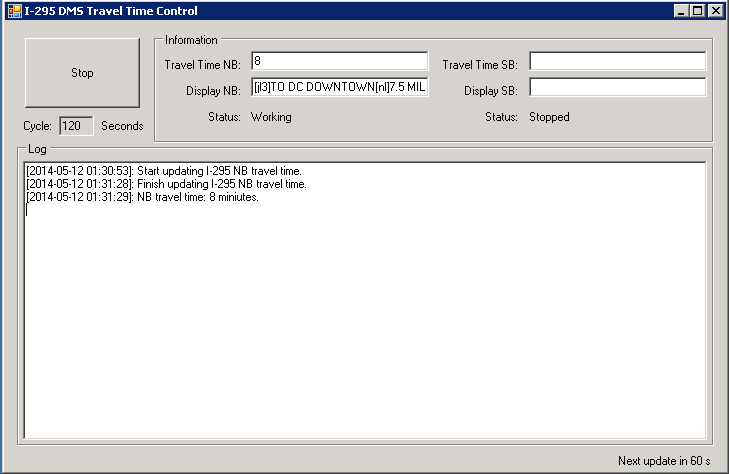 I-295 DMS Travel Time Control
Stop
Cycle: 120 Seconds
Information
Travel Time NB: 8
Travel Time SB:
Display NB: [jl3]TO DC DOWNTOWN[nl]7.5 MIL
Display SB:
Status: Working
Status: Stopped
Log
[2014-05-12 01:30:53]: Start updating I-295 NB travel time.
[2014-05-12 01:31:28]: Finish updating I-295 NB travel time.
[2014-05-12 01:31:29]: NB travel time: 8 miniutes.
Next update in 60 s